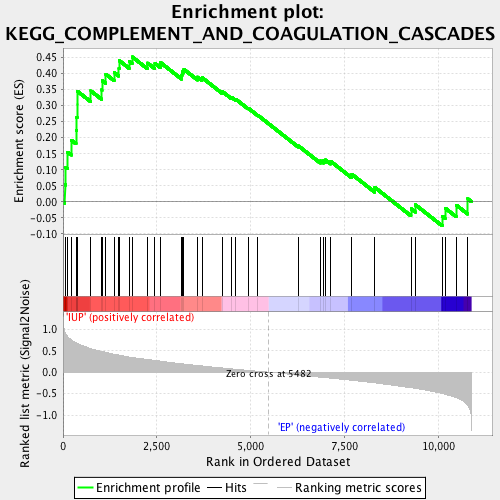 Enrichment plot:
KEGG_COMPLEMENT_AND_COAGULATION_CASCADES
Enrichment score (ES)
0.45
0.40
0.35
0.30
0.25
0.20
0.15
0.10
0.05
0.00
-0.05
-0.10
'IUP' (positively correlated)
Ranked list metric (Signal2Noise)
1.0
0.5
0.0
-0.5
-1.0
Zero cross at 5482
'EP' (negatively correlated)
0
2,500
5,000
7,500
10,000
Rank in Ordered Dataset
Enrichment profile
Hits
Ranking metric scores